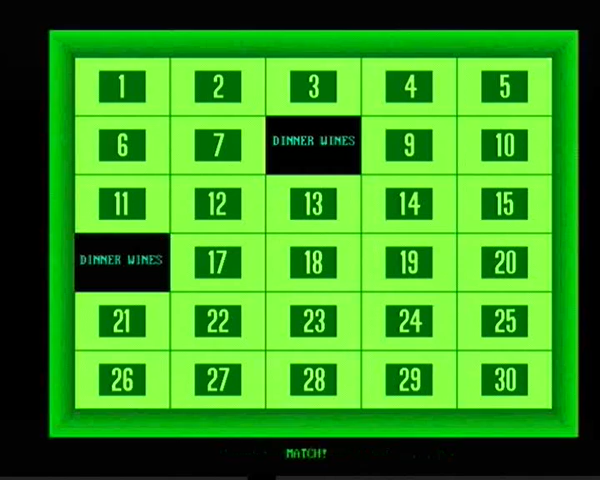 1 2 3 4 5
6 7 DINNER WINES 9 10
11 12 13 14 15
DINNER WINES 17 18 19 20
21 22 23 24 25
26 27 28 29 30
MATCH!